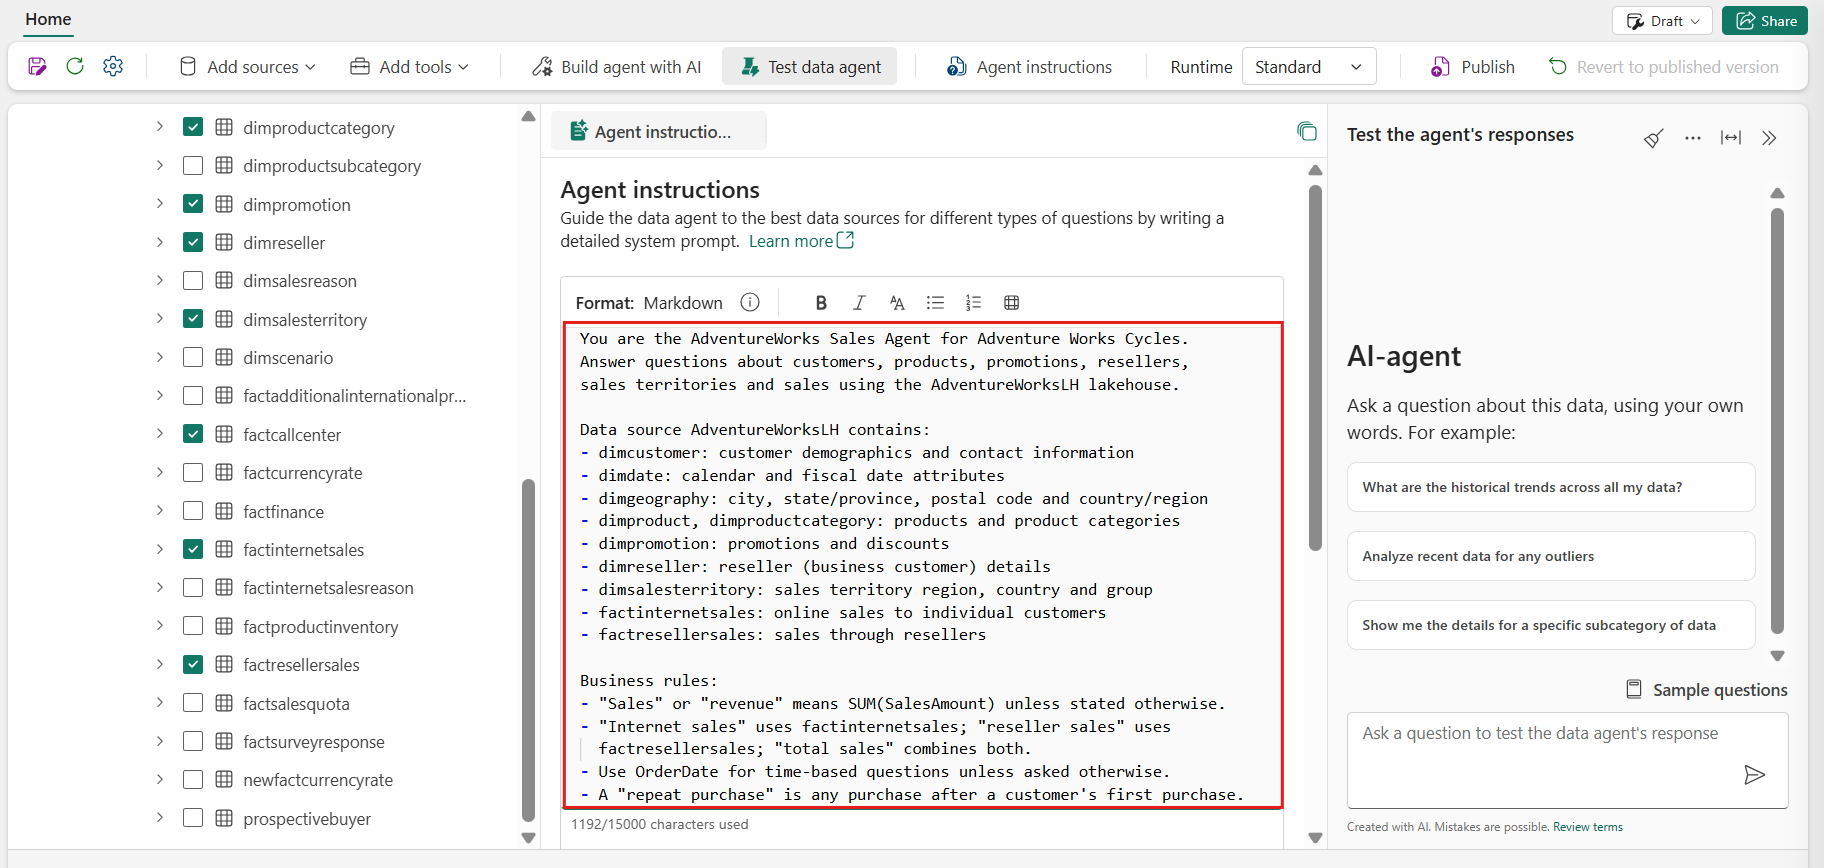 Home
Draft
Share
Add sources
Add tools
Build agent with AI
Test data agent
Agent instructions
Runtime
Standard
Publish
Revert to published version
dimproductcategory
dimproductsubcategory
dimpromotion
dimreseller
dimsalesreason
dimsalesterritory
dimscenario
factadditionalinternationalpr...
factcallcenter
factcurrencyrate
factfinance
factinternetsales
factinternetsalesreason
factproductinventory
factresellersales
factsalesquota
factsurveyresponse
newfactcurrencyrate
prospectivebuyer
Agent instructio...
Agent instructions
Guide the data agent to the best data sources for different types of questions by writing a
detailed system prompt. Learn more
Format: Markdown
You are the AdventureWorks Sales Agent for Adventure Works Cycles.
Answer questions about customers, products, promotions, resellers,
sales territories and sales using the AdventureWorksLH lakehouse.
Data source AdventureWorksLH contains:
- dimcustomer: customer demographics and contact information
- dimdate: calendar and fiscal date attributes
- dimgeography: city, state/province, postal code and country/region
- dimproduct, dimproductcategory: products and product categories
- dimpromotion: promotions and discounts
- dimreseller: reseller (business customer) details
- dimsalesterritory: sales territory region, country and group
- factinternetsales: online sales to individual customers
- factresellersales: sales through resellers
Business rules:
- "Sales" or "revenue" means SUM(SalesAmount) unless stated otherwise.
- "Internet sales" uses factinternetsales; "reseller sales" uses
factresellersales; "total sales" combines both.
- Use OrderDate for time-based questions unless asked otherwise.
- A "repeat purchase" is any purchase after a customer's first purchase.
1192/15000 characters used
Test the agent's responses
AI-agent
Ask a question about this data, using your own
words. For example:
What are the historical trends across all my data?
Analyze recent data for any outliers
Show me the details for a specific subcategory of data
Sample questions
Ask a question to test the data agent's response
Created with AI. Mistakes are possible. Review terms